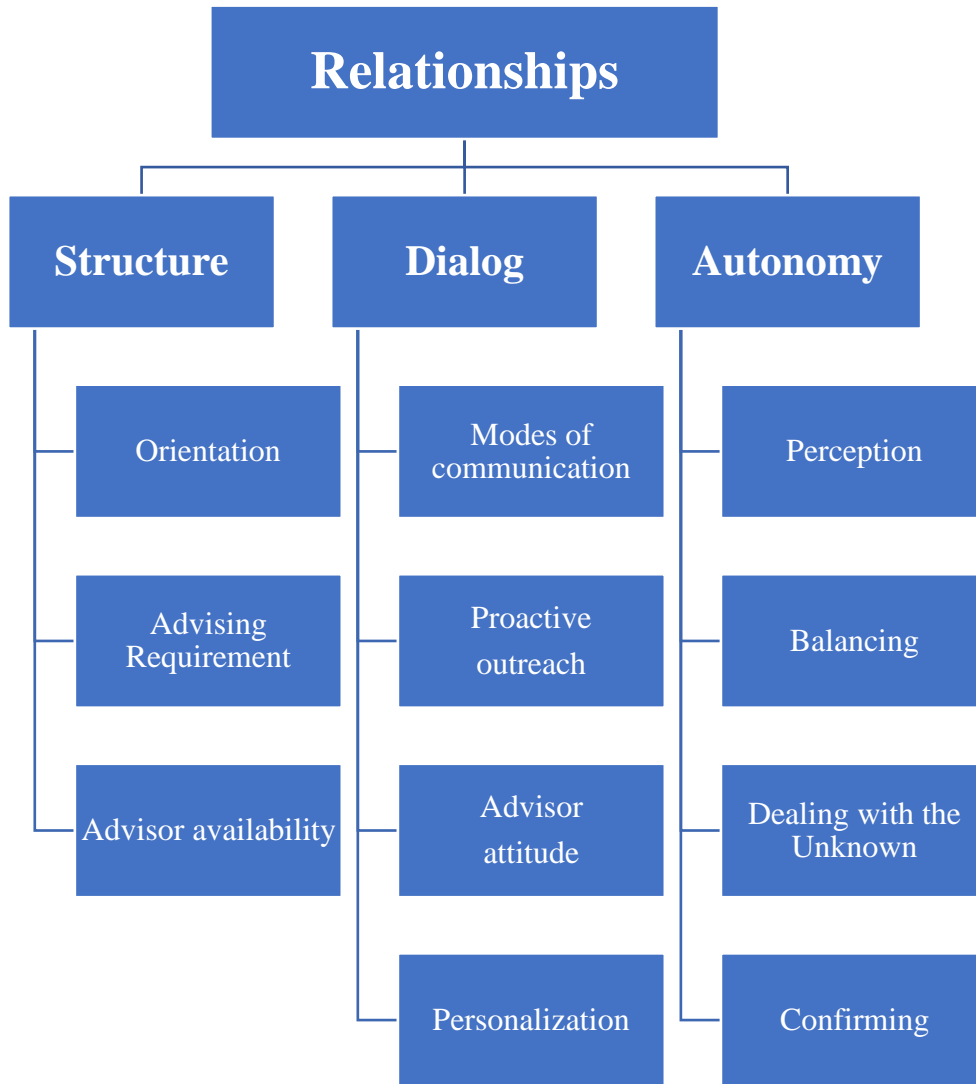 Relationships
Structure
Dialog
Autonomy
Orientation
Advising
Requirement
Advisor availability
Modes of
communication
Proactive
outreach
Advisor
attitude
Personalization
Perception
Balancing
Dealing with the
Unknown
Confirming